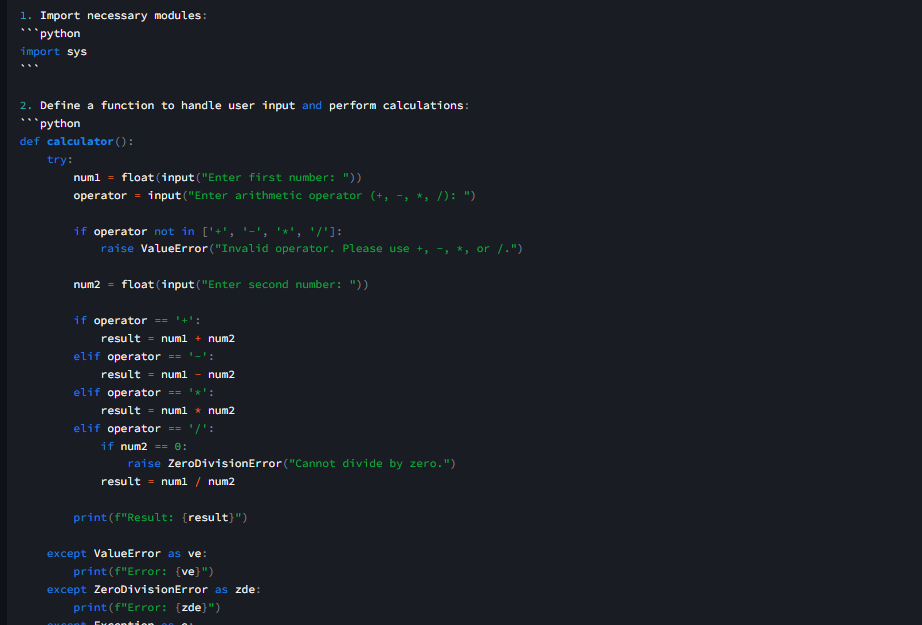 1. Import necessary modules:
```python
import sys
```
2. Define a function to handle user input and perform calculations:
```python
def calculator():
    try:
        num1 = float(input("Enter first number: "))
        operator = input("Enter arithmetic operator (+, -, *, /): ")
        if operator not in ['+', '-', '*', '/']:
            raise ValueError("Invalid operator. Please use +, -, *, or /.")
        num2 = float(input("Enter second number: "))
        if operator == '+':
            result = num1 + num2
        elif operator == '-':
            result = num1 - num2
        elif operator == '*':
            result = num1 * num2
        elif operator == '/':
            if num2 == 0:
                raise ZeroDivisionError("Cannot divide by zero.")
            result = num1 / num2
        print(f"Result: {result}")
    except ValueError as ve:
        print(f"Error: {ve}")
    except ZeroDivisionError as zde:
        print(f"Error: {zde}")
    except Exception as e: